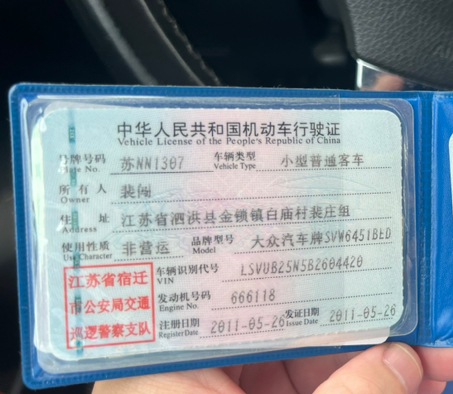 中华人民共和国机动车行驶证
Vehicle License of the People's Republic of China
号牌号码 苏NN1307 车辆类型 小型普通客车
Plate No. Vehicle Type
所有人 裴闯
Owner
住址 江苏省泗洪县金锁镇白庙村裴庄组
Address
使用性质 非营运 品牌型号 大众汽车牌SVW6451BED
Use Character Model
江苏省宿迁
市公安局交通
巡逻警察支队
车辆识别代号 LSVUB25N5B2604420
VIN
发动机号码 666118
Engine No.
注册日期 2011-05-26 发证日期 2011-05-26
Register Date Issue Date